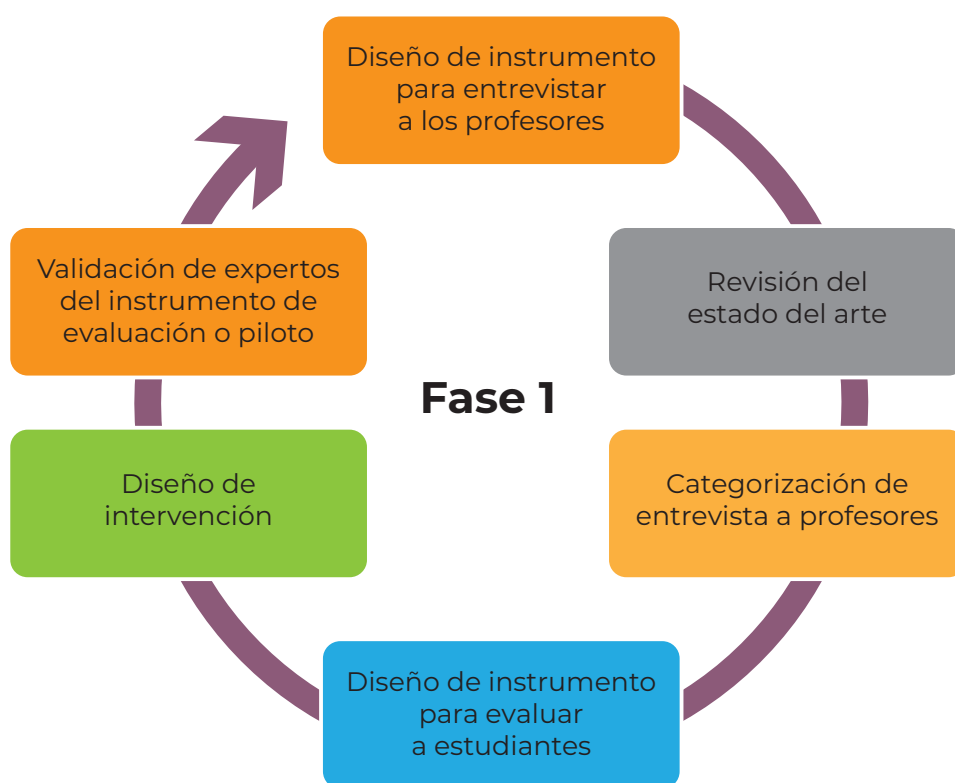 Diseño de instrumento
para entrevistar
a los profesores
Revisión del
estado del arte
Categorización de
entrevista a profesores
Diseño de instrumento
para evaluar
a estudiantes
Diseño de
intervención
Validación de expertos
del instrumento de
evaluación o piloto
Fase 1